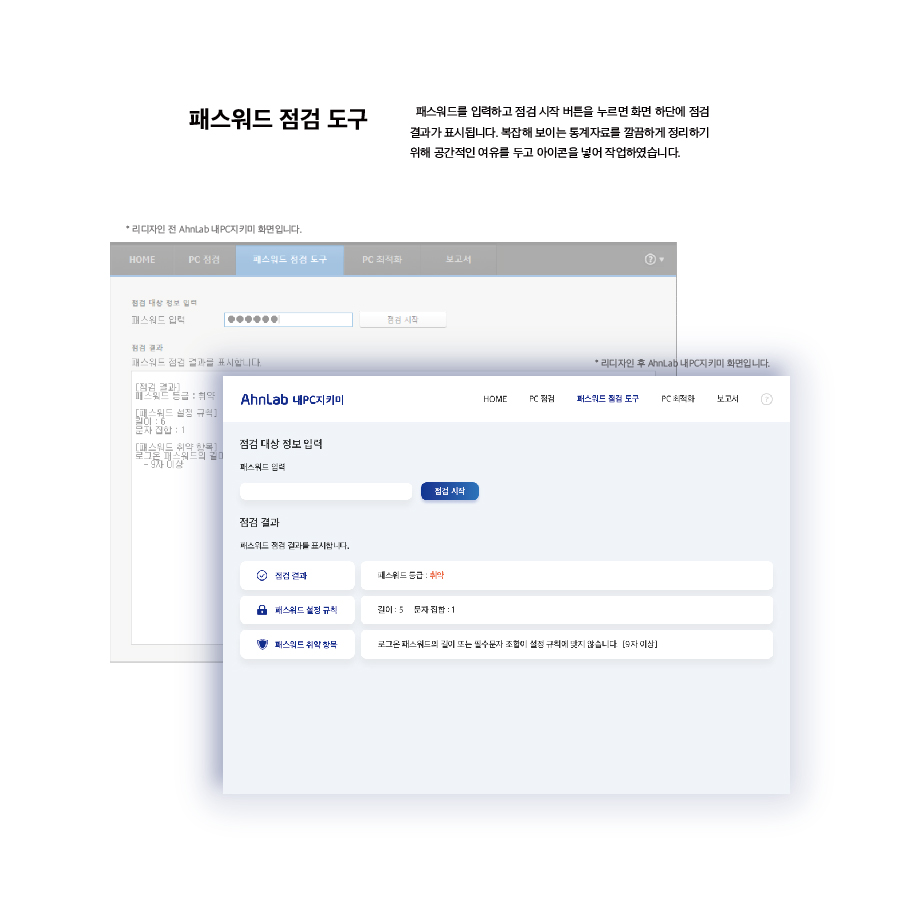 패스워드 점검 도구
패스워드를 입력하고 점검 시작 버튼을 누르면 화면 하단에 점검
결과가 표시됩니다. 복잡해 보이는 통계자료를 깔끔하게 정리하기
위해 공간적인 여유를 두고 아이콘을 넣어 작업하였습니다.
* 리디자인 전 AhnLab 내PC지키미 화면입니다.
HOME PC 점검 패스워드 점검 도구 PC 최적화 보고서 ?
점검 대상 정보 입력
패스워드 입력 ●●●●●● 점검 시작
점검 결과
패스워드 점검 결과를 표시합니다.
[점검 결과]
패스워드 등급 : 취약
[패스워드 설정 규칙]
길이 : 6
문자 집합 : 1
[패스워드 취약 항목]
로그온 패스워드의 길이
- 9자 이상
* 리디자인 후 AhnLab 내PC지키미 화면입니다.
AhnLab 내PC지키미 HOME PC 점검 패스워드 점검 도구 PC 최적화 보고서 ?
점검 대상 정보 입력
패스워드 입력
점검 시작
점검 결과
패스워드 점검 결과를 표시합니다.
점검 결과 패스워드 등급 : 취약
패스워드 설정 규칙 길이 : 5 문자 집합 : 1
패스워드 취약 항목 로그온 패스워드의 길이 또는 필수문자 조합이 설정 규칙에 맞지 않습니다. [9자 이상]